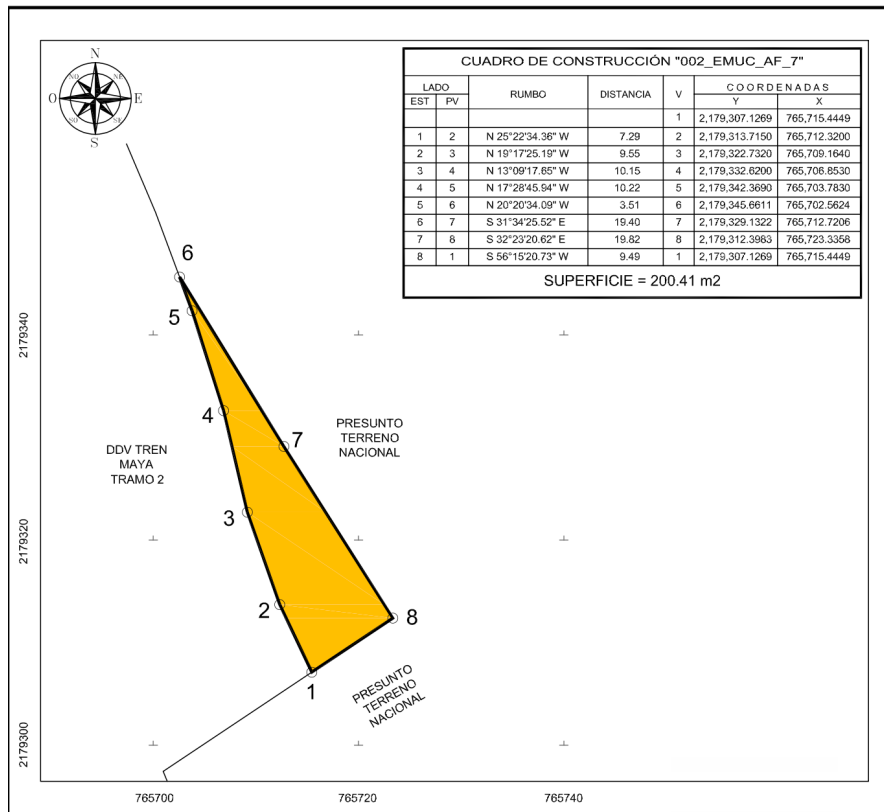 N
NO NE
O E
SO SE
S
CUADRO DE CONSTRUCCIÓN "002_EMUC_AF_7"
LADO RUMBO DISTANCIA V COORDENADAS
EST PV Y X
1 2,179,307.1269 765,715.4449
1 2 N 25°22'34.36" W 7.29 2 2,179,313.7150 765,712.3200
2 3 N 19°17'25.19" W 9.55 3 2,179,322.7320 765,709.1640
3 4 N 13°09'17.65" W 10.15 4 2,179,332.6200 765,706.8530
4 5 N 17°28'45.94" W 10.22 5 2,179,342.3690 765,703.7830
5 6 N 20°20'34.09" W 3.51 6 2,179,345.6611 765,702.5624
6 7 S 31°34'25.52" E 19.40 7 2,179,329.1322 765,712.7206
7 8 S 32°23'20.62" E 19.82 8 2,179,312.3983 765,723.3358
8 1 S 56°15'20.73" W 9.49 1 2,179,307.1269 765,715.4449
SUPERFICIE = 200.41 m2
6
5
2179340
4
7
PRESUNTO
TERRENO
NACIONAL
DDV TREN
MAYA
TRAMO 2
3
2179320
2
8
1
PRESUNTO
TERRENO
NACIONAL
2179300
765700 765720 765740